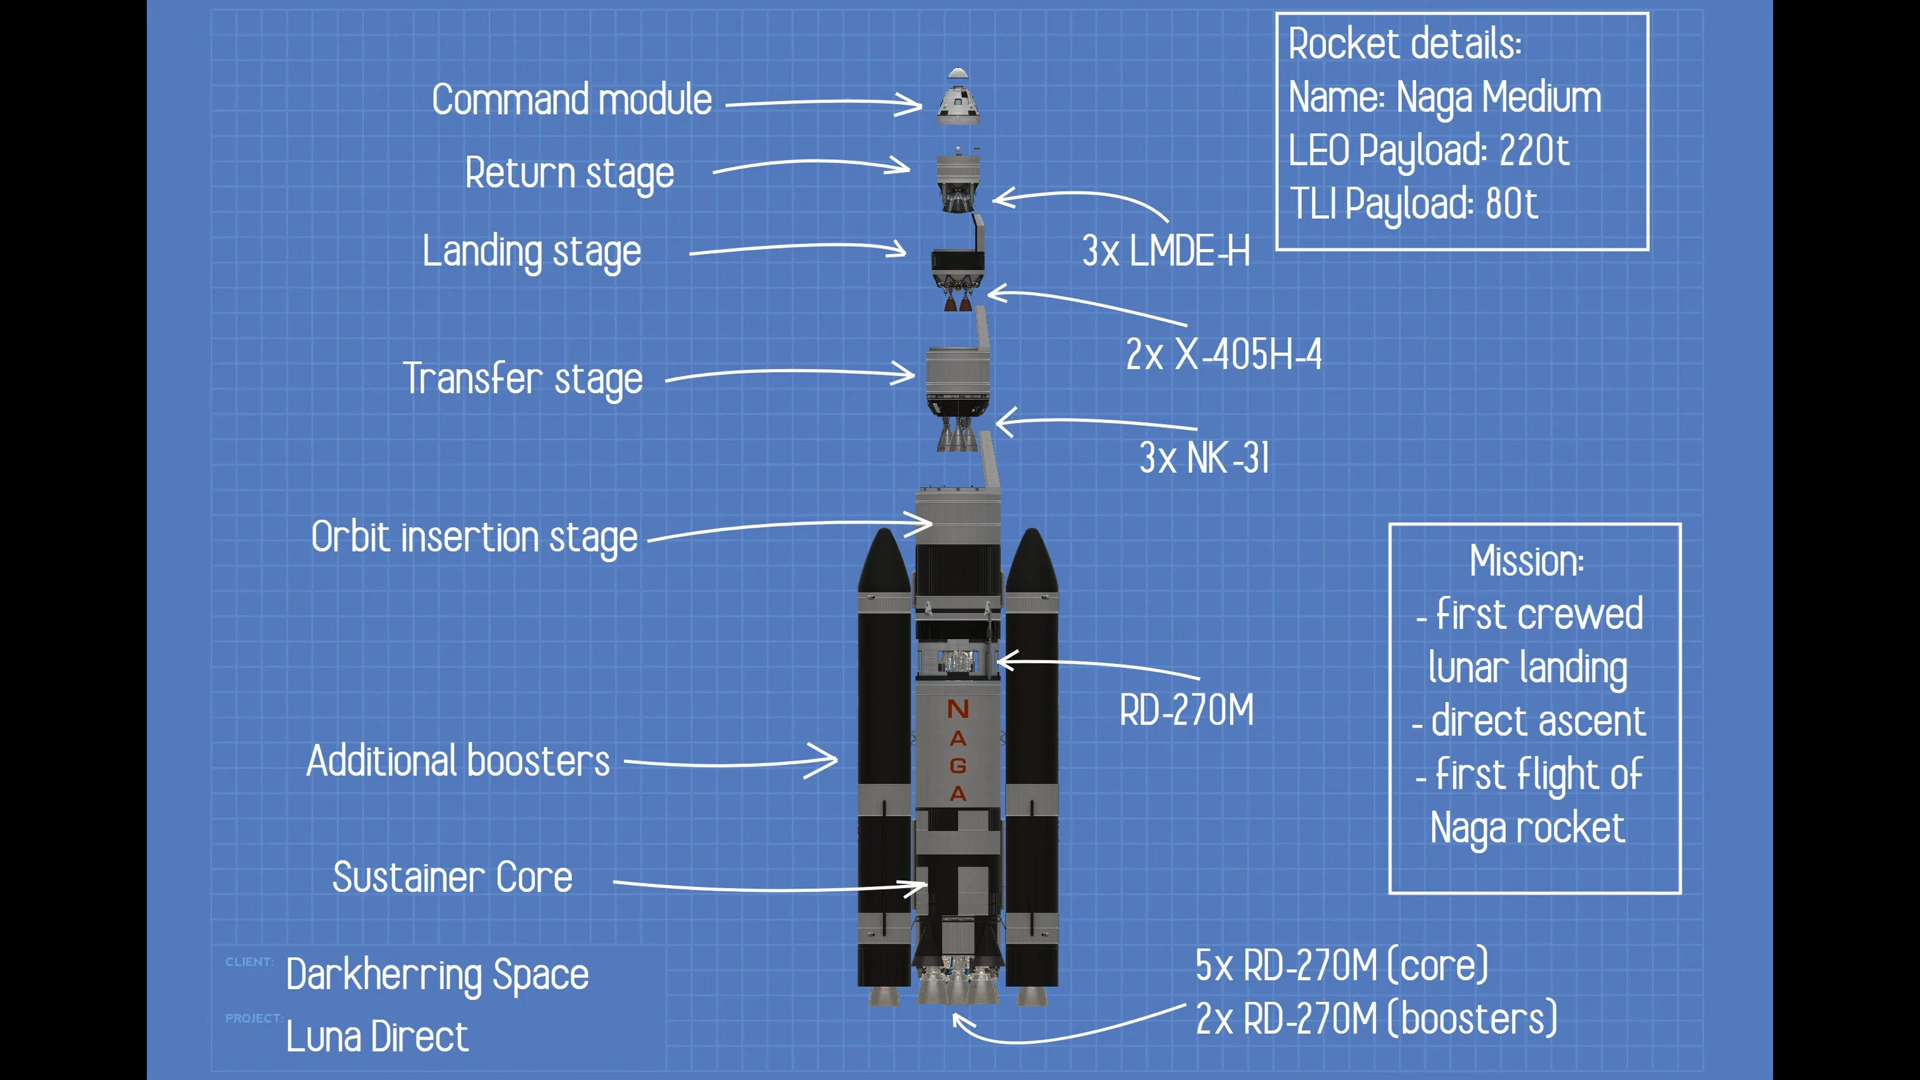 Rocket details:
Name: Naga Medium
LEO Payload: 220t
TLI Payload: 80t
Command module
Return stage
3x LMDE-H
Landing stage
2x X-405H-4
Transfer stage
3x NK-31
Orbit insertion stage
Mission:
- first crewed
lunar landing
- direct ascent
- first flight of
Naga rocket
RD-270M
N
A
G
A
Additional boosters
Sustainer Core
5x RD-270M (core)
2x RD-270M (boosters)
CLIENT: Darkherring Space
PROJECT: Luna Direct